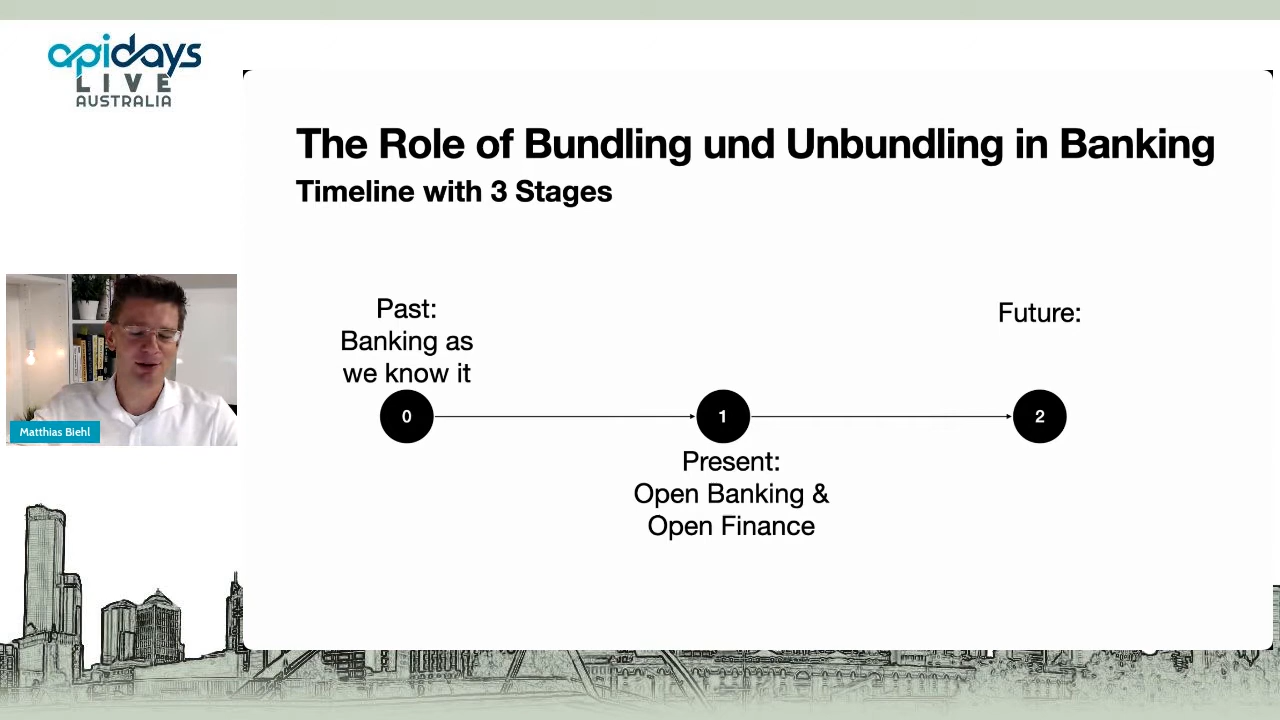 apidays
LIVE
AUSTRALIA
The Role of Bundling und Unbundling in Banking
Timeline with 3 Stages
Past:
Banking as
we know it
Future:
0
1
2
Present:
Open Banking &
Open Finance
Matthias Biehl